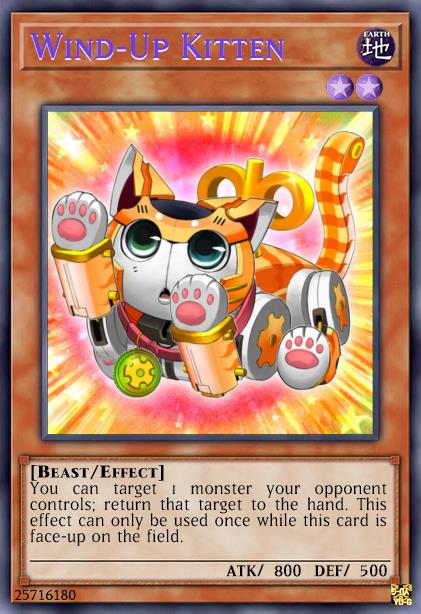 Wind-Up Kitten
EARTH
地
[Beast/Effect]
You can target 1 monster your opponent
controls; return that target to the hand. This
effect can only be used once while this card is
face-up on the field.
ATK/ 800 DEF/ 500
25716180